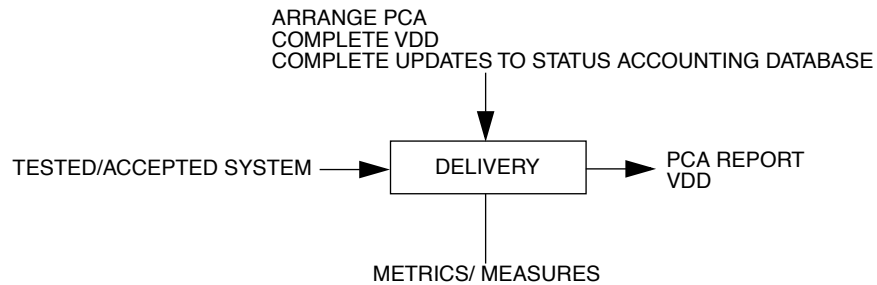 ARRANGE PCA
COMPLETE VDD
COMPLETE UPDATES TO STATUS ACCOUNTING DATABASE
TESTED/ACCEPTED SYSTEM
DELIVERY
PCA REPORT
VDD
METRICS/ MEASURES